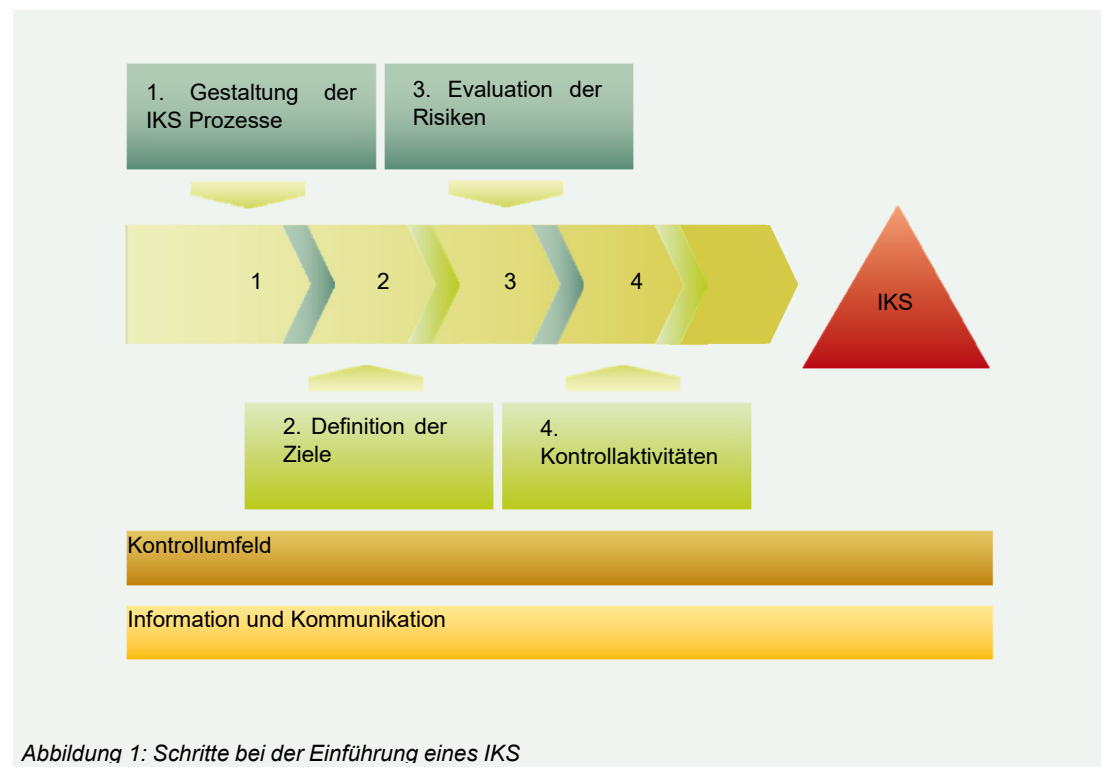 1. Gestaltung der
IKS Prozesse
3. Evaluation der
Risiken
1
2
3
4
IKS
2. Definition der
Ziele
4.
Kontrollaktivitäten
Kontrollumfeld
Information und Kommunikation
Abbildung 1: Schritte bei der Einführung eines IKS